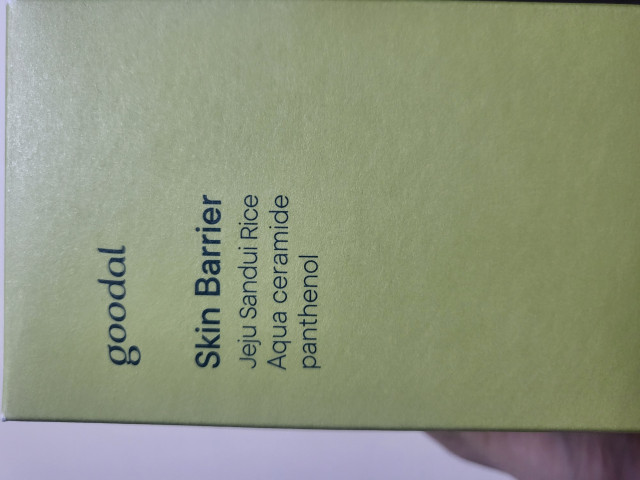 goodal
Skin Barrier
Jeju Sandui Rice
Aqua ceramide
panthenol